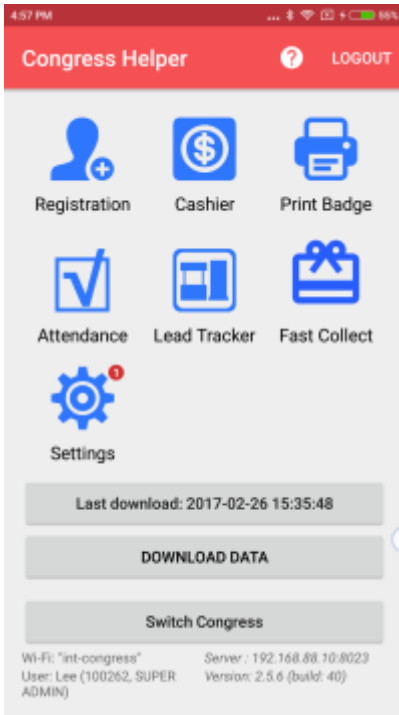 4:57 PM ... 66%
Congress Helper ? LOGOUT
Registration Cashier Print Badge
Attendance Lead Tracker Fast Collect
1
Settings
Last download: 2017-02-26 15:35:48
DOWNLOAD DATA
Switch Congress
Wi-Fi: "int-congress" Server : 192.168.88.10:8023
User: Lee (100262, SUPER Version: 2.5.6 (build: 40)
ADMIN)